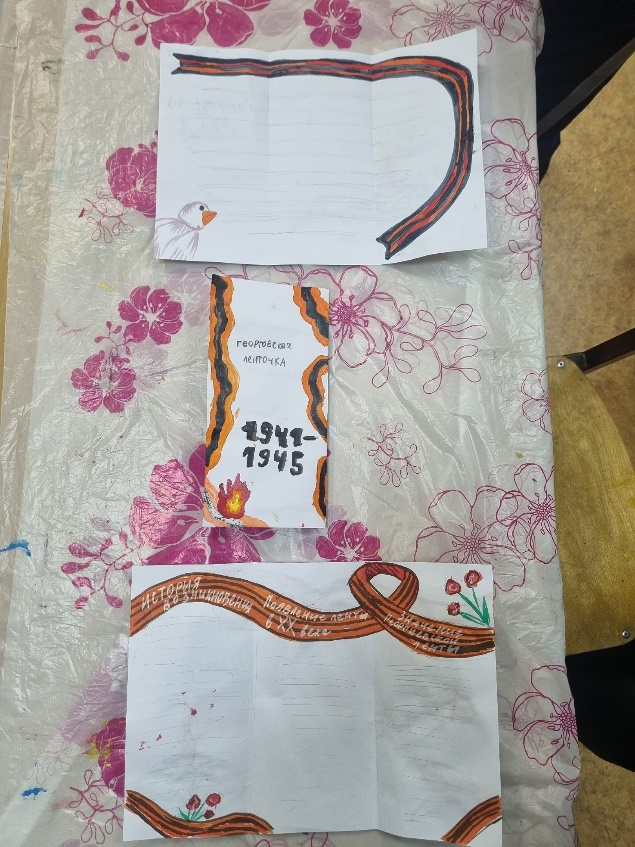 ГЕОРГИЕВСКАЯ
ЛЕНТОЧКА
1941-
1945
ИСТОРИЯ
ВОЗНИКНОВЕНИЯ
Появление ленты
в XX веке
ЗНАЧЕНИЕ
ГЕОРГИЕВСКОЙ
ЛЕНТЫ